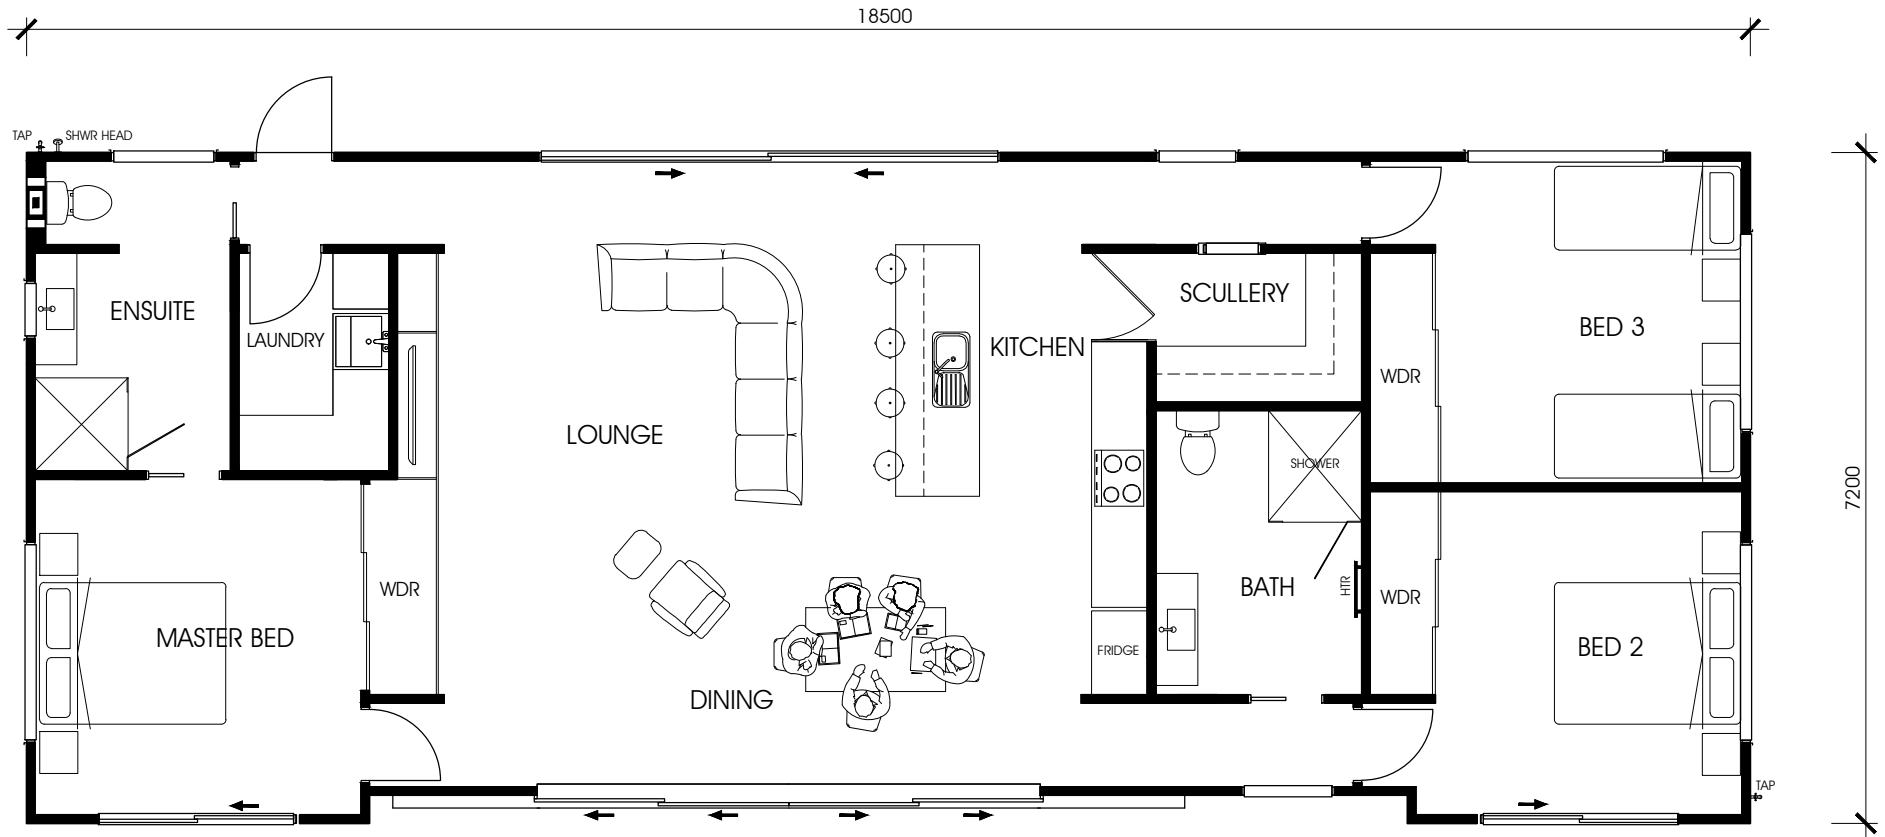 18500
TAP
SHWR HEAD
ENSUITE
LAUNDRY
SCULLERY
KITCHEN
BED 3
WDR
LOUNGE
SHOWER
7200
WDR
BATH
HTR
WDR
MASTER BED
FRIDGE
BED 2
DINING
TAP